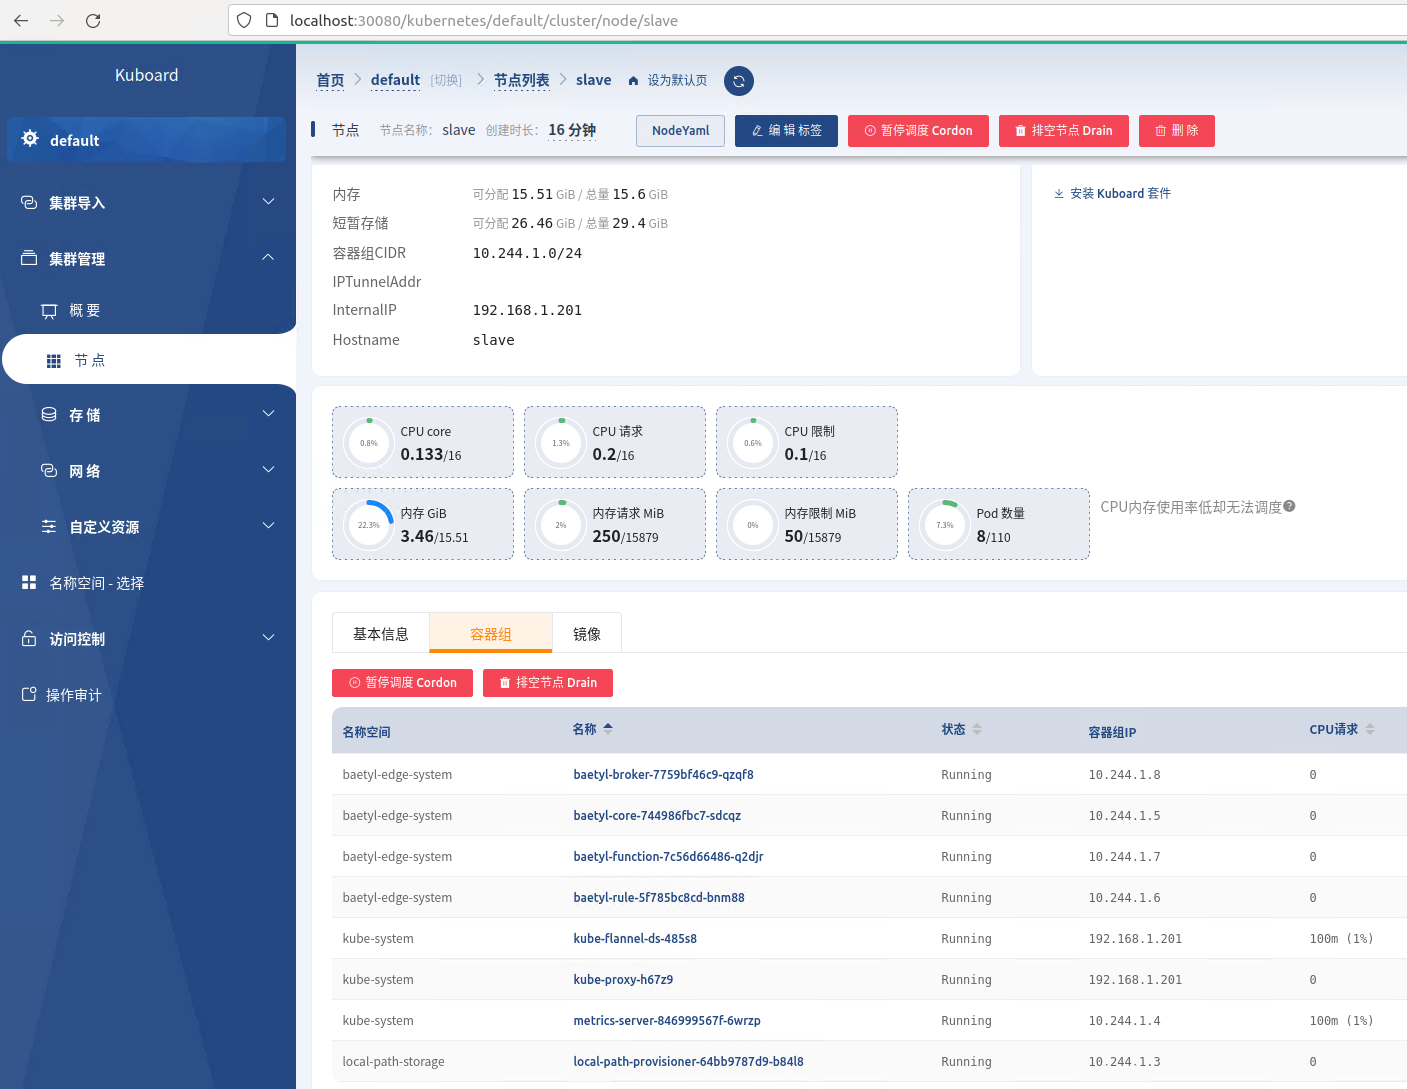 localhost:30080/kubernetes/default/cluster/node/slave
Kuboard
default
集群导入
集群管理
概 要
节 点
存 储
网 络
自定义资源
名称空间 - 选择
访问控制
操作审计
首页 default [切换] 节点列表 slave 设为默认页
节点 节点名称: slave 创建时长: 16 分钟 NodeYaml 编 辑 标签 暂停调度 Cordon 排空节点 Drain 删 除
内存 可分配 15.51 GiB / 总量 15.6 GiB
短暂存储 可分配 26.46 GiB / 总量 29.4 GiB
容器组CIDR 10.244.1.0/24
IPTunnelAddr
InternalIP 192.168.1.201
Hostname slave
安装 Kuboard 套件
0.8% CPU core 0.133/16
1.3% CPU 请求 0.2/16
0.6% CPU 限制 0.1/16
22.3% 内存 GiB 3.46/15.51
2% 内存请求 MiB 250/15879
0% 内存限制 MiB 50/15879
7.3% Pod 数量 8/110
CPU内存使用率低却无法调度?
基本信息 容器组 镜像
暂停调度 Cordon 排空节点 Drain
名称空间 名称 状态 容器组IP CPU请求
baetyl-edge-system baetyl-broker-7759bf46c9-qzqf8 Running 10.244.1.8 0
baetyl-edge-system baetyl-core-744986fbc7-sdcqz Running 10.244.1.5 0
baetyl-edge-system baetyl-function-7c56d66486-q2djr Running 10.244.1.7 0
baetyl-edge-system baetyl-rule-5f785bc8cd-bnm88 Running 10.244.1.6 0
kube-system kube-flannel-ds-485s8 Running 192.168.1.201 100m (1%)
kube-system kube-proxy-h67z9 Running 192.168.1.201 0
kube-system metrics-server-846999567f-6wrzp Running 10.244.1.4 100m (1%)
local-path-storage local-path-provisioner-64bb9787d9-b84l8 Running 10.244.1.3 0